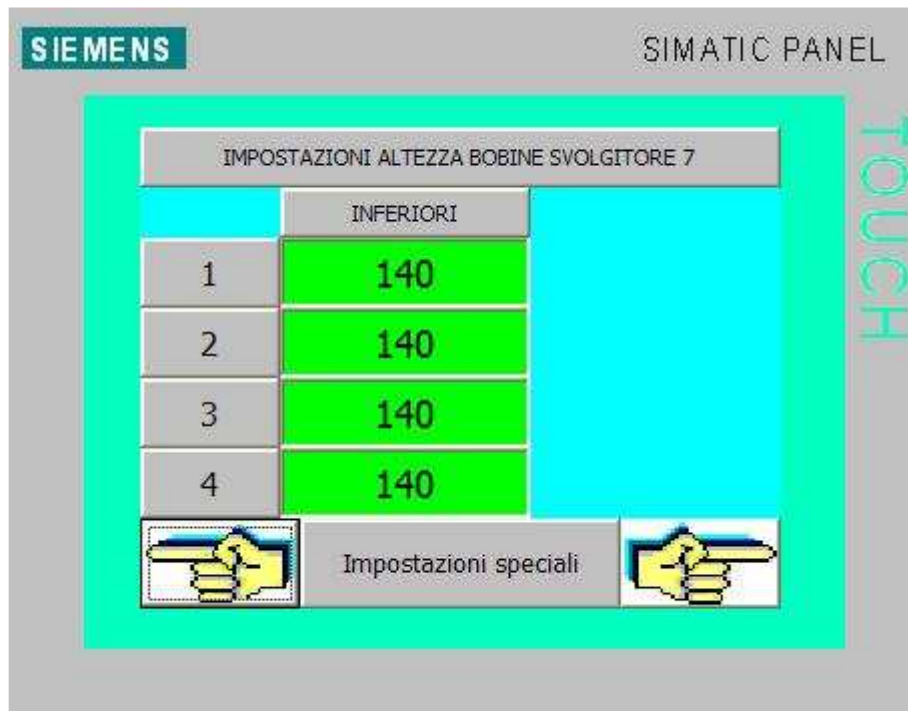 SIEMENS
SIMATIC PANEL
TOUCH
IMPOSTAZIONI ALTEZZA BOBINE SVOLGITORE 7
INFERIORI
1 140
2 140
3 140
4 140
Impostazioni speciali